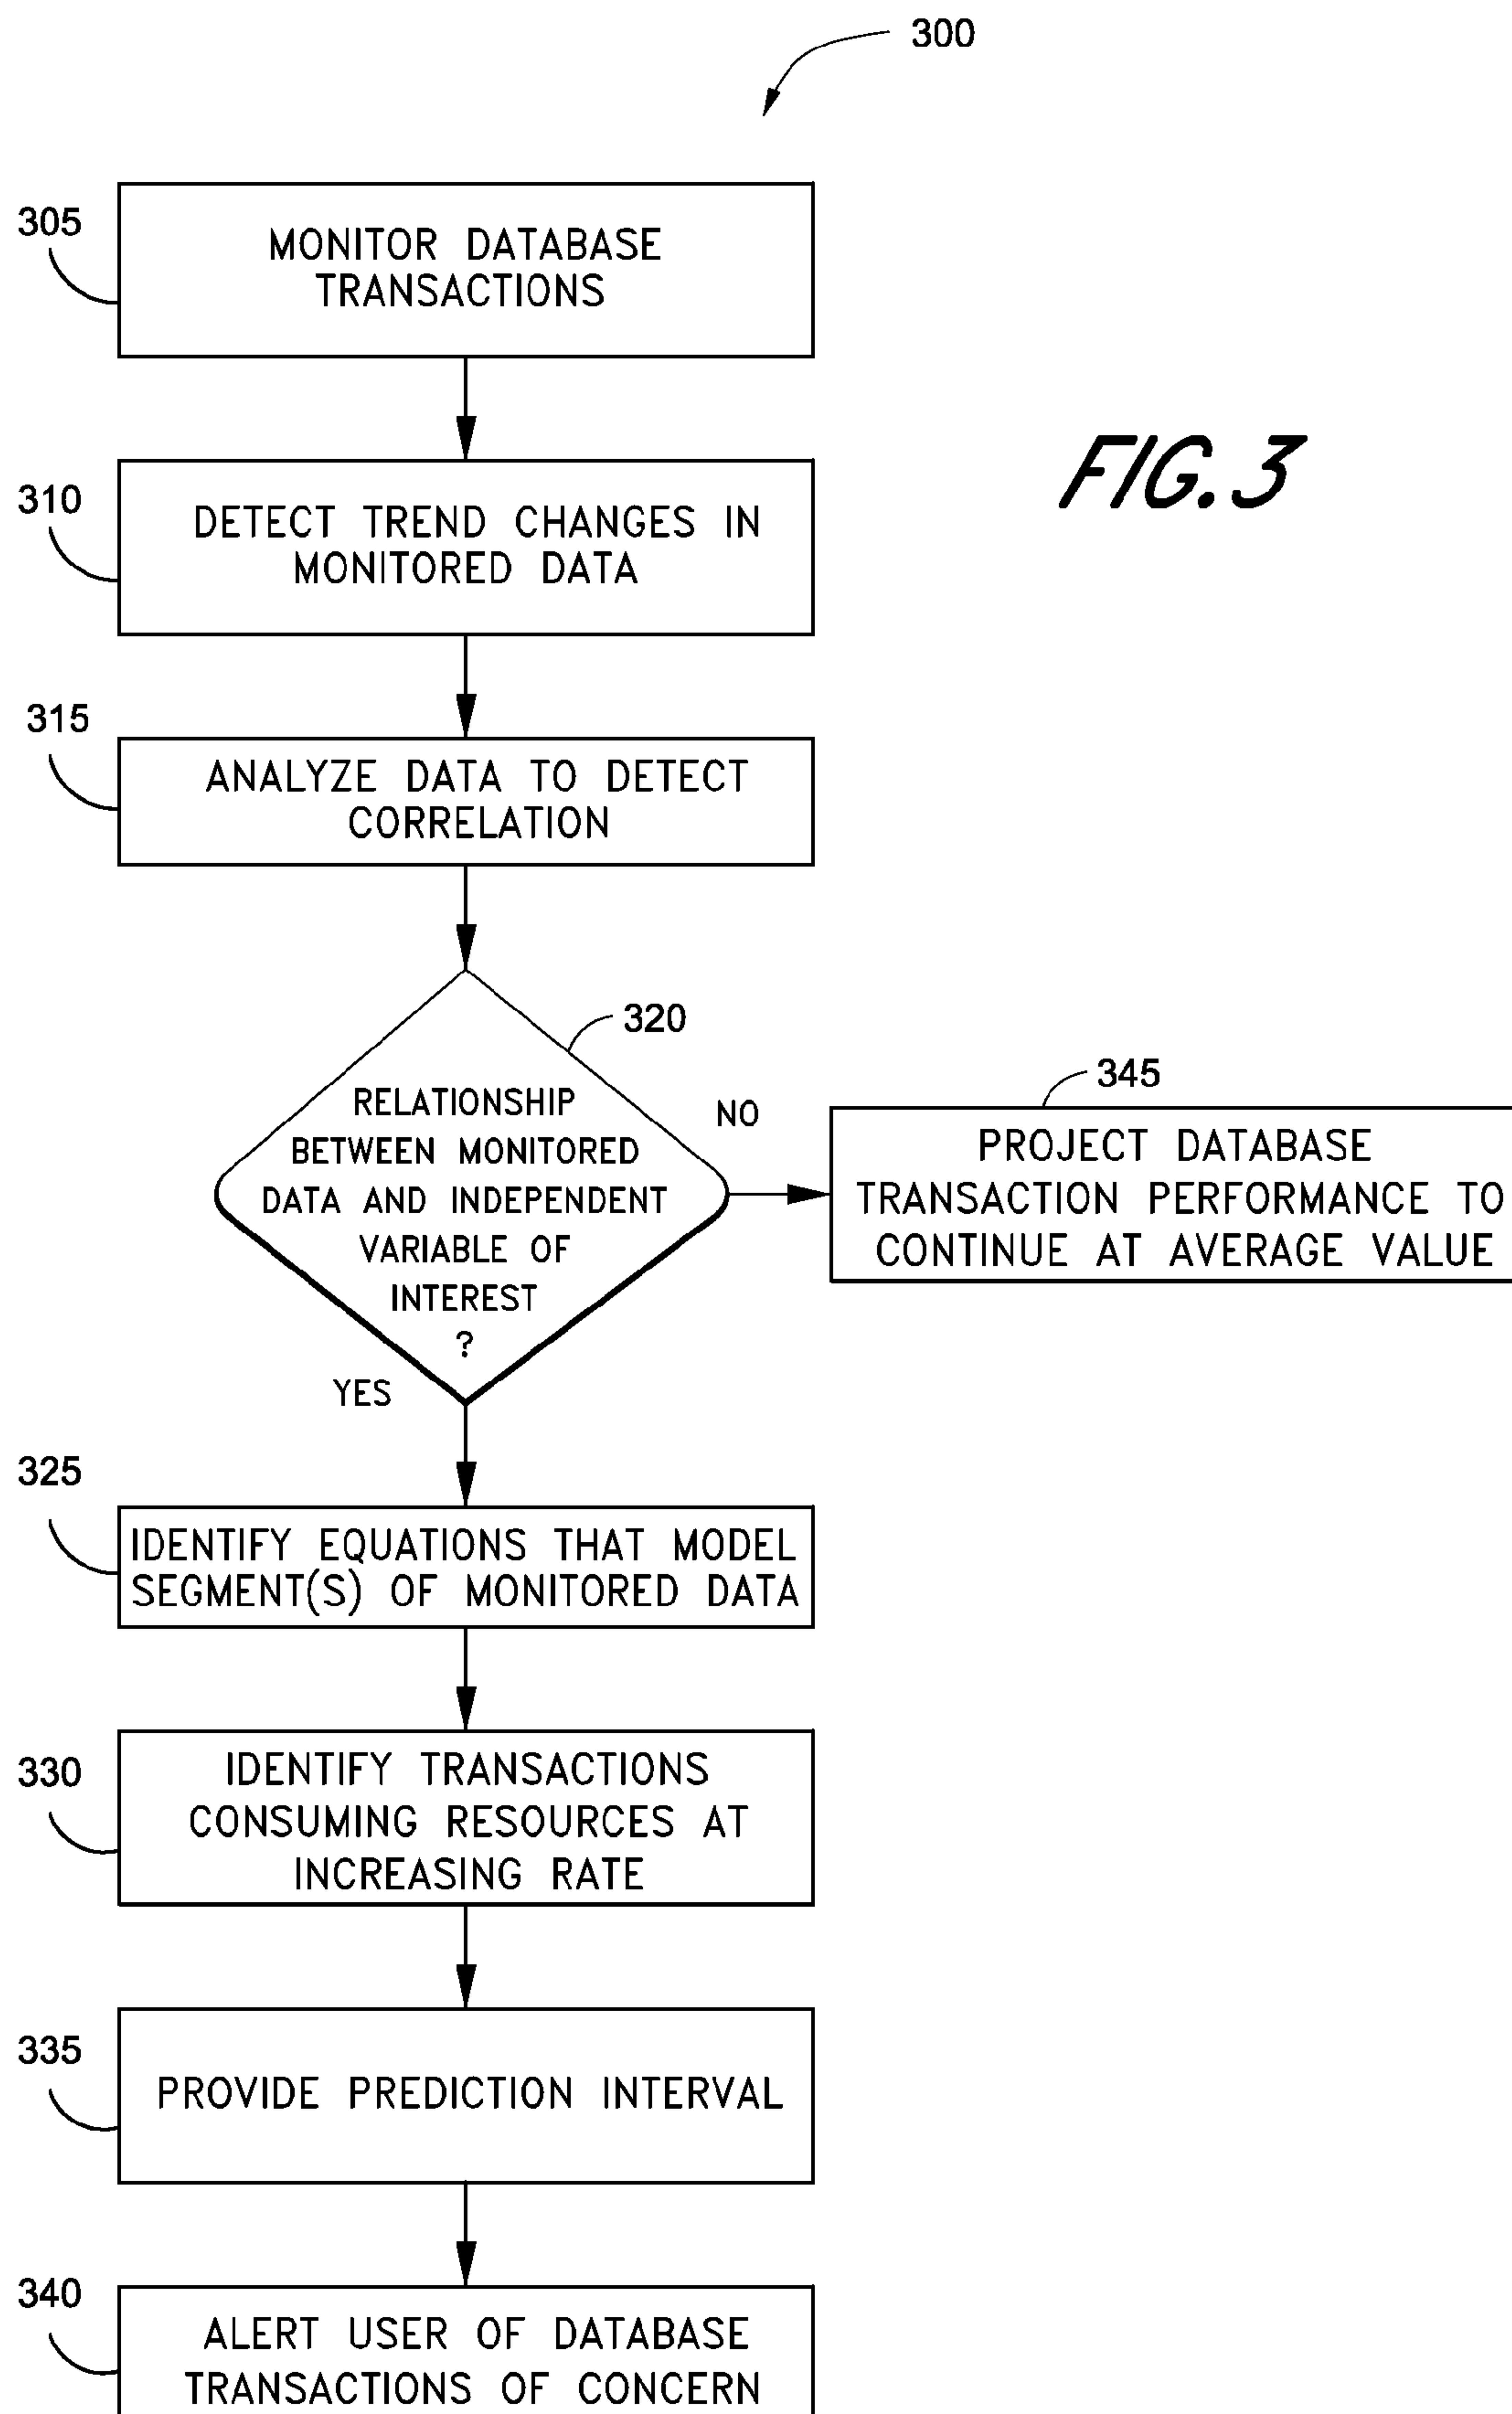 300
305
MONITOR DATABASE
TRANSACTIONS
FIG. 3
310
DETECT TREND CHANGES IN
MONITORED DATA
315
ANALYZE DATA TO DETECT
CORRELATION
320
RELATIONSHIP
BETWEEN MONITORED
DATA AND INDEPENDENT
VARIABLE OF
INTEREST
?
NO
345
PROJECT DATABASE
TRANSACTION PERFORMANCE TO
CONTINUE AT AVERAGE VALUE
YES
325
IDENTIFY EQUATIONS THAT MODEL
SEGMENT(S) OF MONITORED DATA
330
IDENTIFY TRANSACTIONS
CONSUMING RESOURCES AT
INCREASING RATE
335
PROVIDE PREDICTION INTERVAL
340
ALERT USER OF DATABASE
TRANSACTIONS OF CONCERN